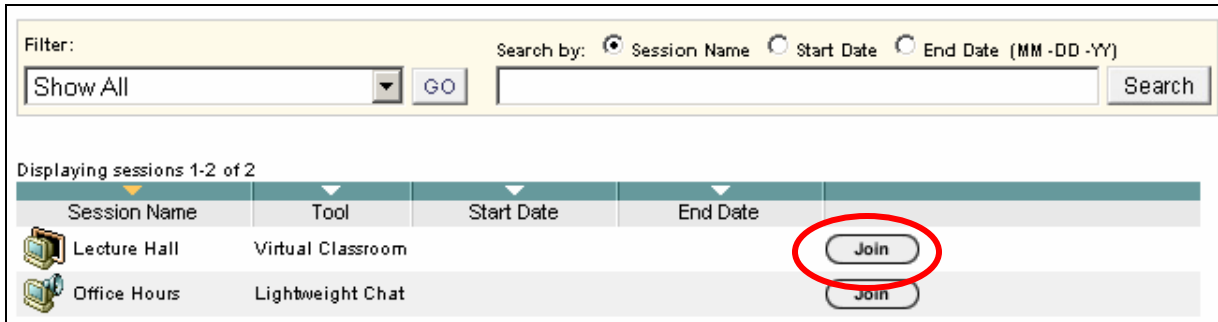 Filter: Search by: Session Name Start Date End Date (MM -DD -YY)
Show All GO Search
Displaying sessions 1-2 of 2
Session Name Tool Start Date End Date
Lecture Hall Virtual Classroom Join
Office Hours Lightweight Chat Join